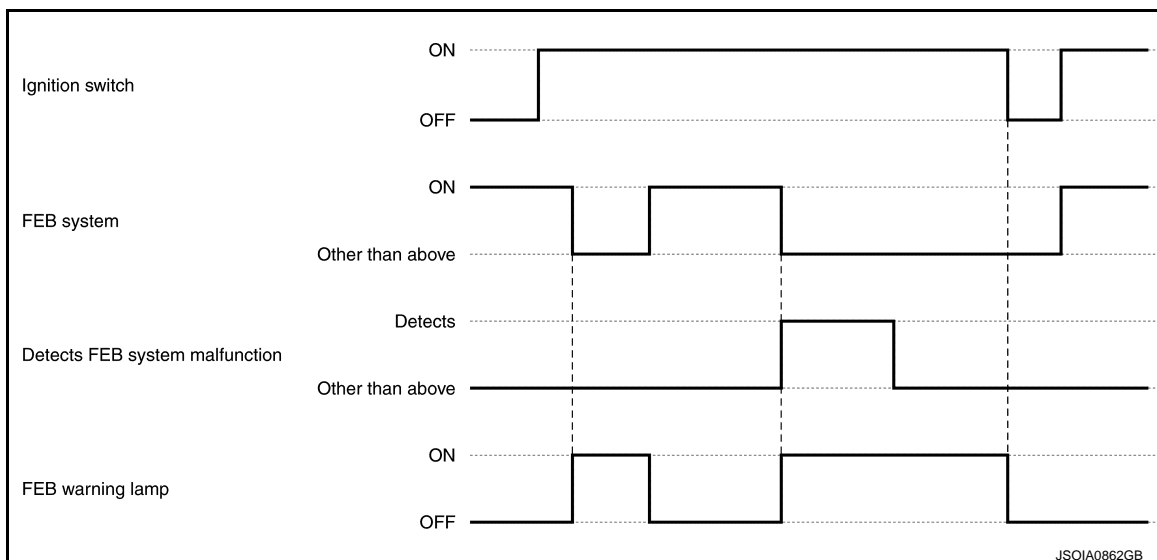 ON
Ignition switch
OFF
ON
FEB system
Other than above
Detects
Detects FEB system malfunction
Other than above
ON
FEB warning lamp
OFF
JSOIA0862GB